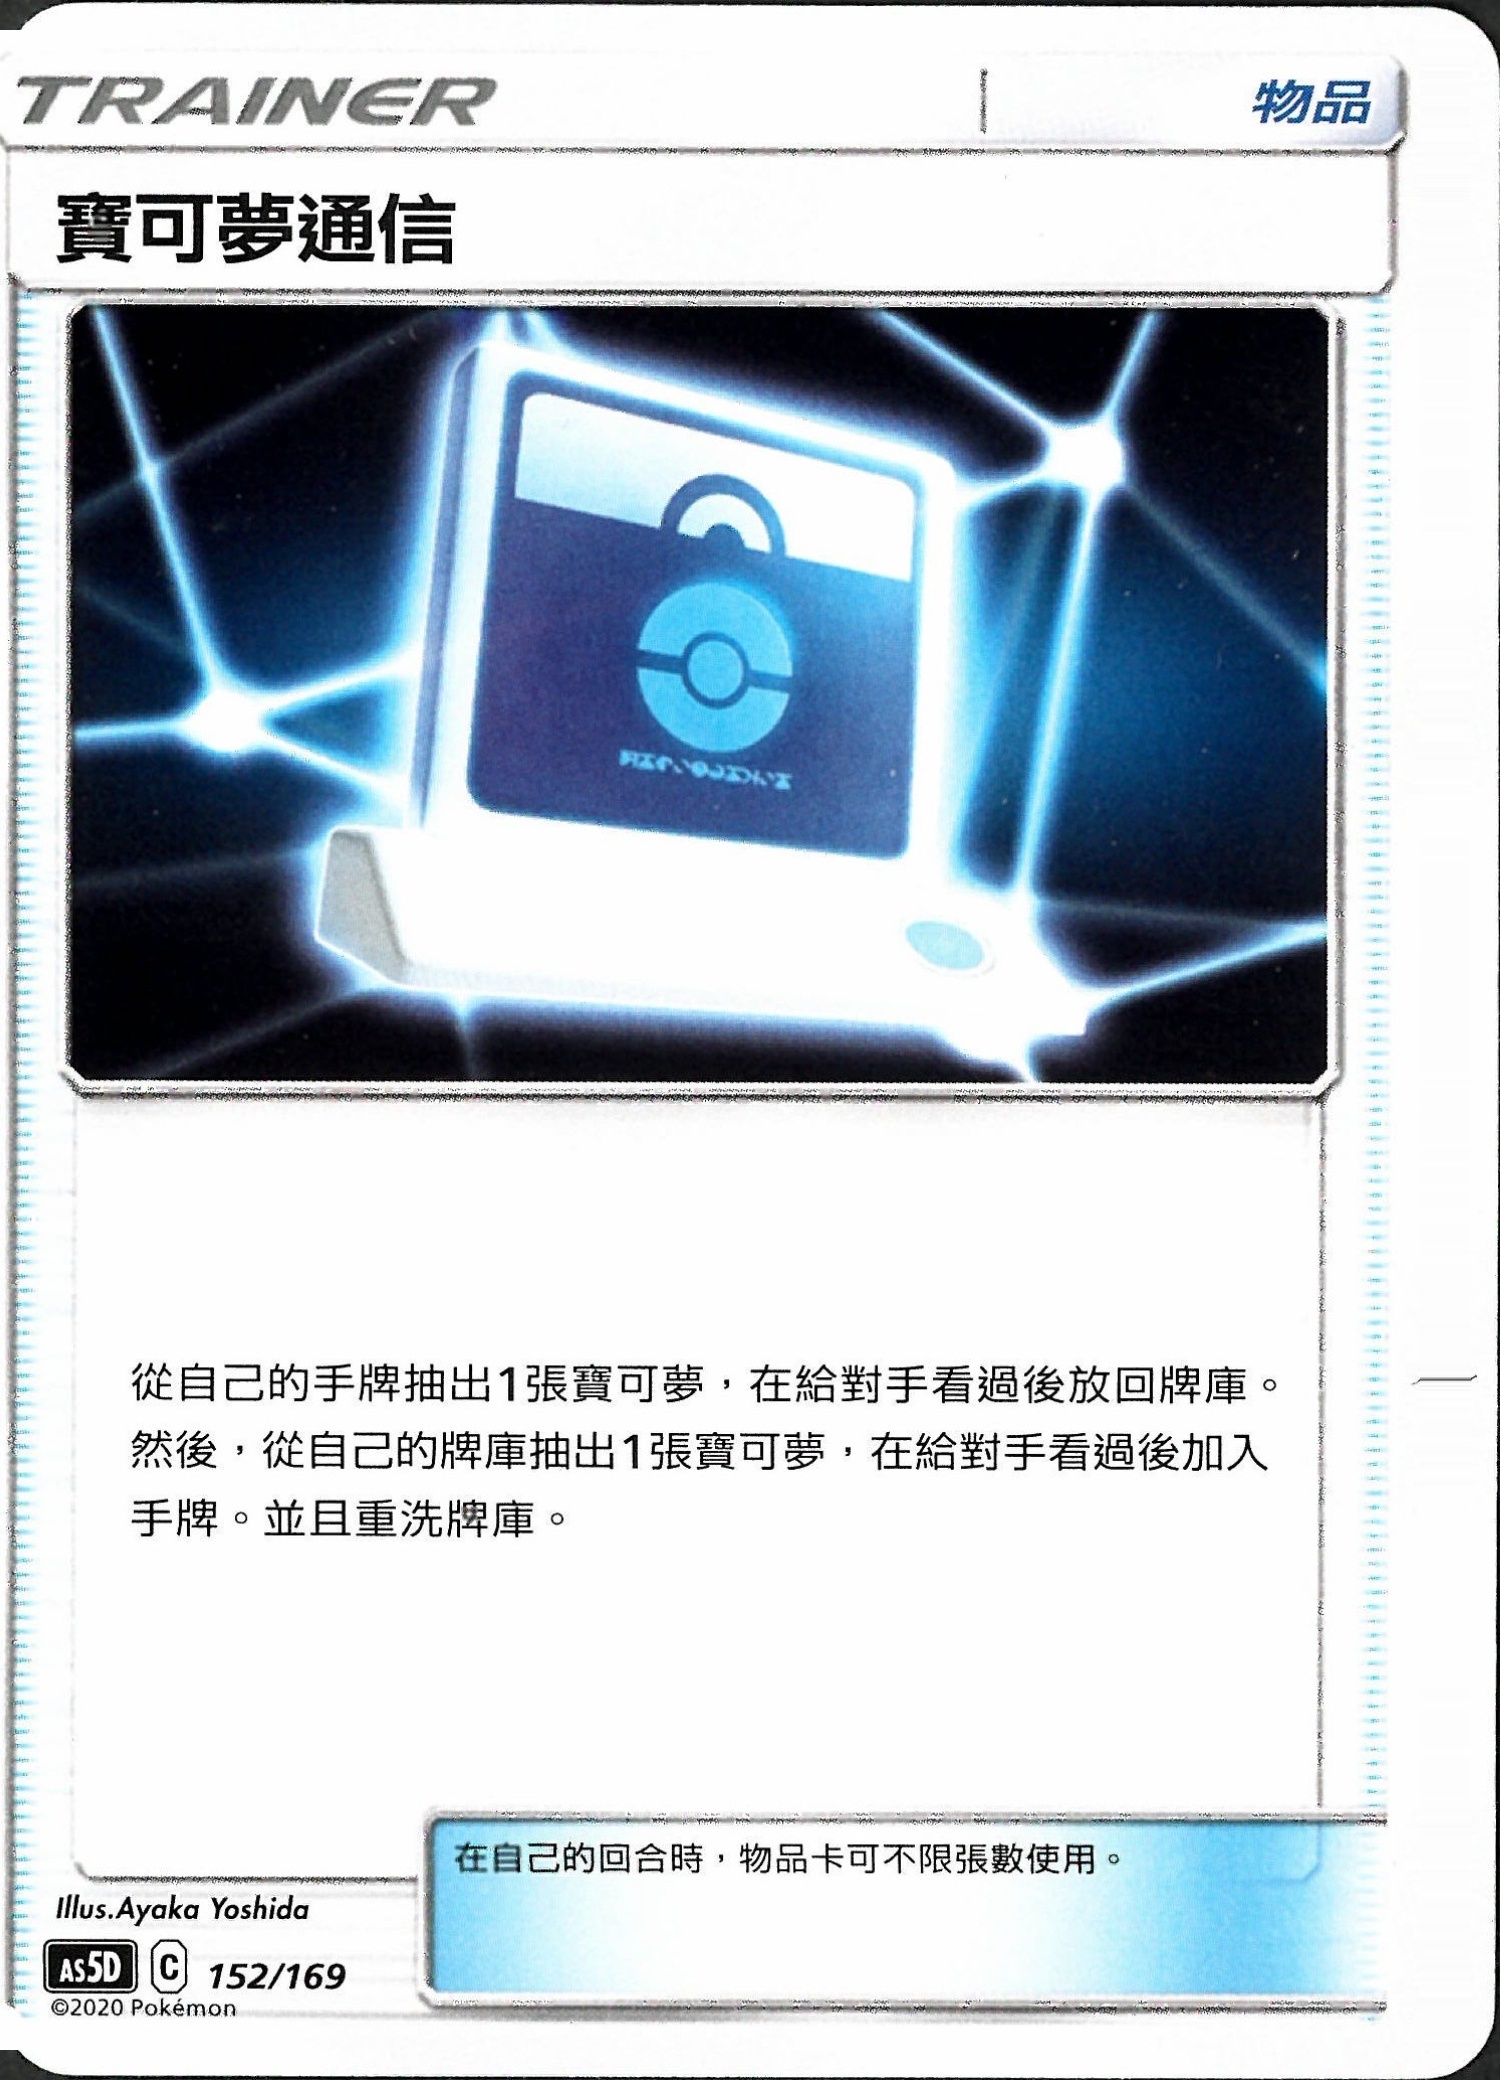 TRAINER
物品
寶可夢通信
從自己的手牌抽出1張寶可夢，在給對手看過後放回牌庫。
然後，從自己的牌庫抽出1張寶可夢，在給對手看過後加入
手牌。並且重洗牌庫。
在自己的回合時，物品卡可不限張數使用。
Illus.Ayaka Yoshida
AS5D C 152/169
©2020 Pokémon